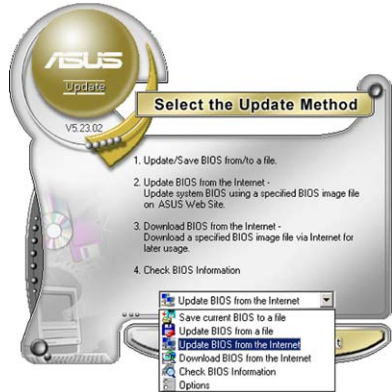 ASUS
Update
V5.23.02
Select the Update Method
1. Update/Save BIOS from/to a file.
2. Update BIOS from the Internet -
Update system BIOS using a specified BIOS image file
on ASUS Web Site.
3. Download BIOS from the Internet -
Download a specified BIOS image file via Internet for
later usage.
4. Check BIOS Information
Update BIOS from the Internet
Save current BIOS to a file
Update BIOS from a file
Update BIOS from the Internet
Download BIOS from the Internet
Check BIOS Information
Options